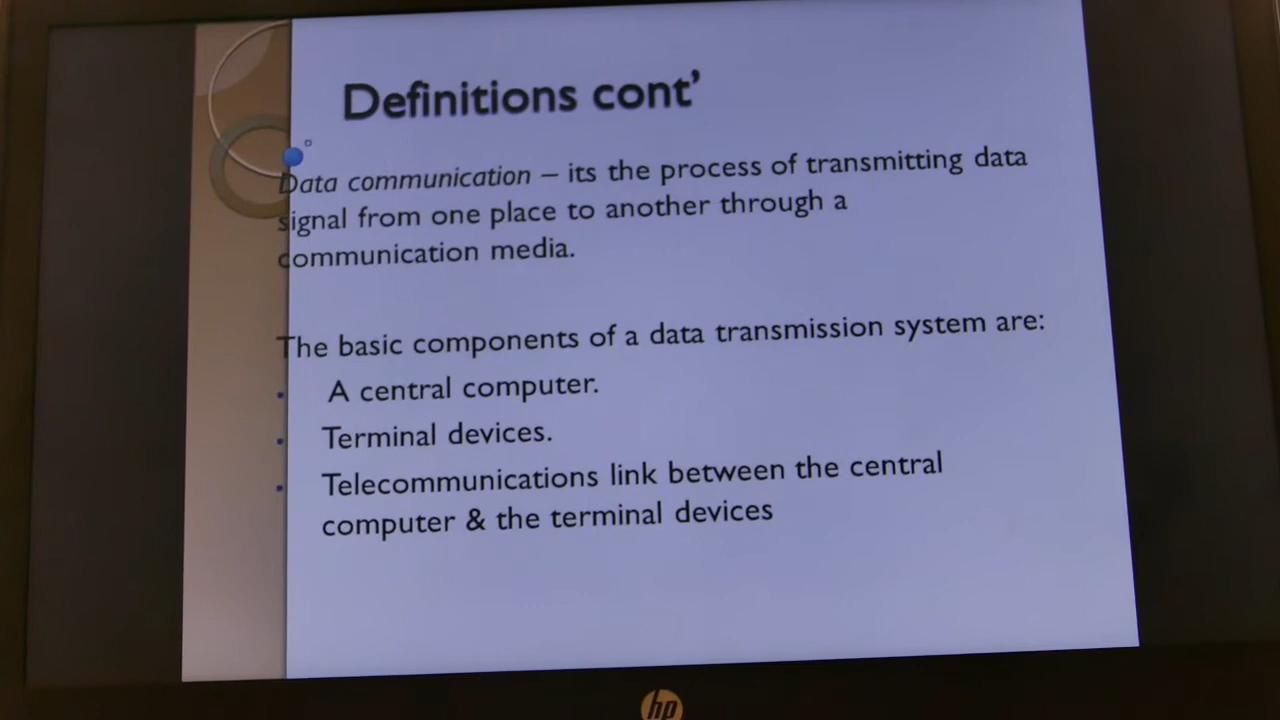 Definitions cont’
Data communication – its the process of transmitting data
signal from one place to another through a
communication media.
The basic components of a data transmission system are:
• A central computer.
• Terminal devices.
• Telecommunications link between the central
computer & the terminal devices
hp